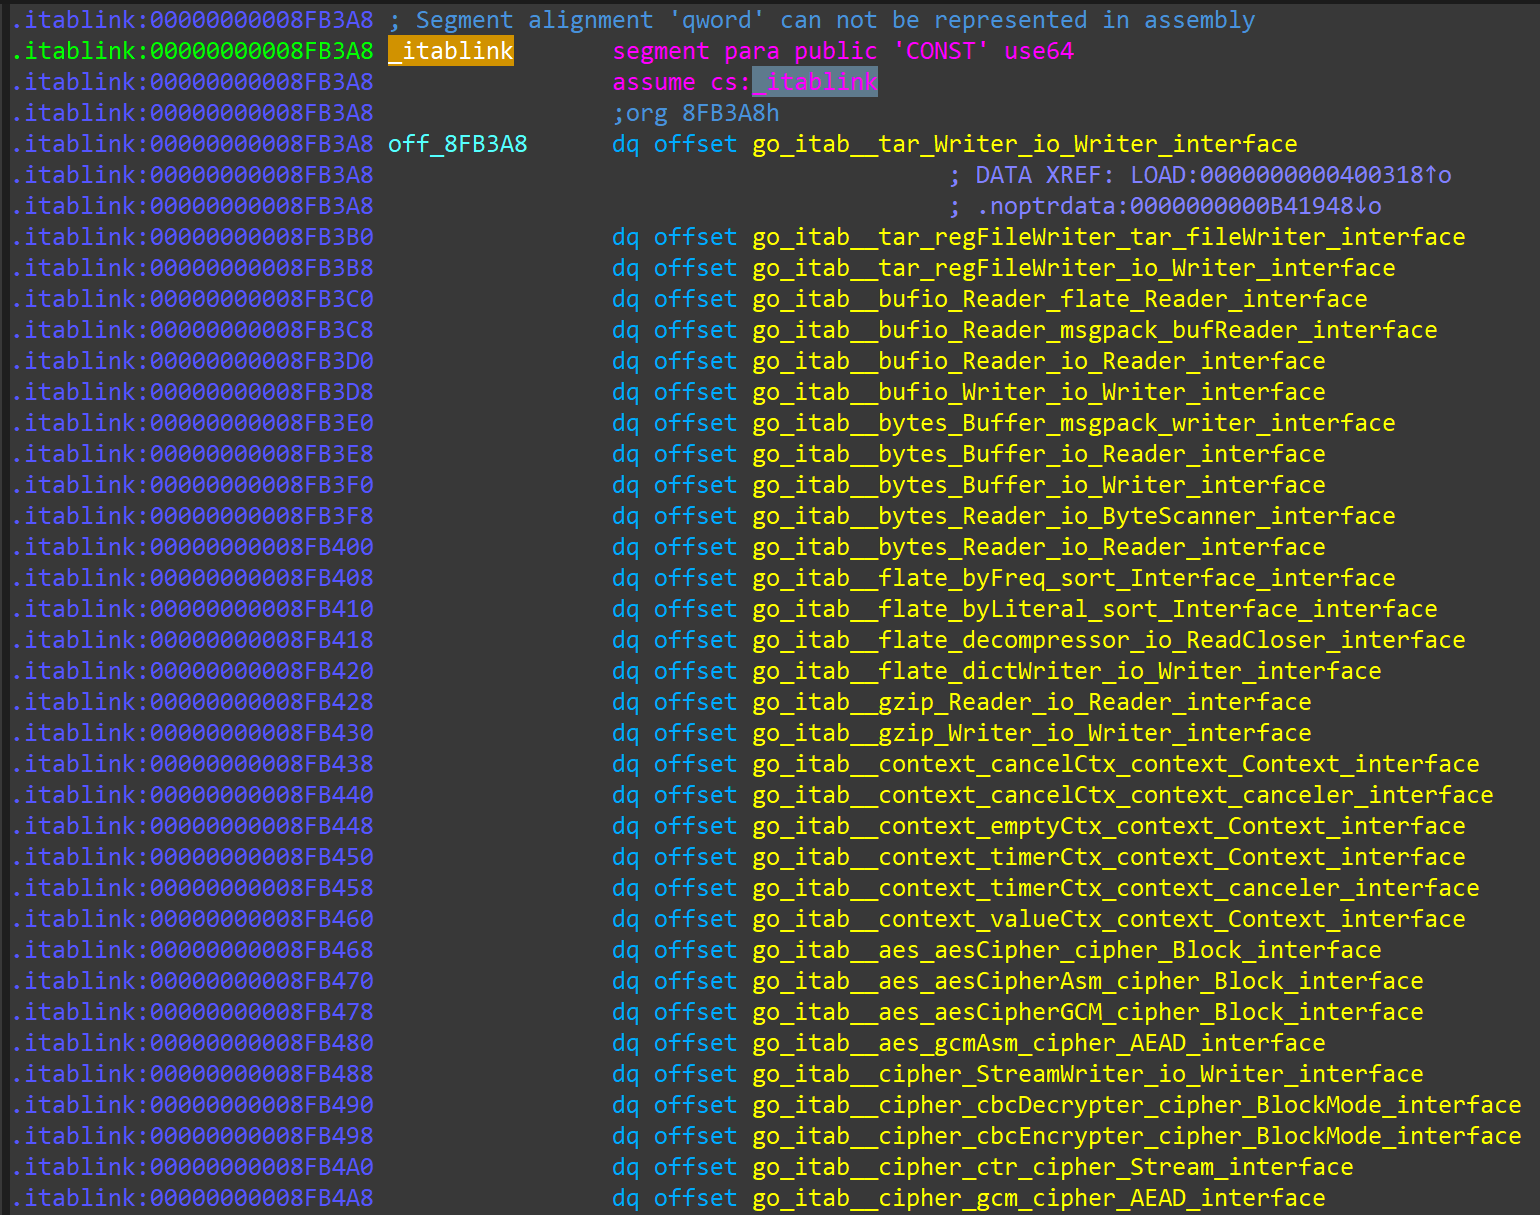 .itablink:00000000008FB3A8 ; Segment alignment 'qword' can not be represented in assembly
.itablink:00000000008FB3A8 _itablink segment para public 'CONST' use64
.itablink:00000000008FB3A8 assume cs:_itablink
.itablink:00000000008FB3A8 ;org 8FB3A8h
.itablink:00000000008FB3A8 off_8FB3A8 dq offset go_itab__tar_Writer_io_Writer_interface
.itablink:00000000008FB3A8 ; DATA XREF: LOAD:0000000000400318↑o
.itablink:00000000008FB3A8 ; .noptrdata:0000000000B41948↓o
.itablink:00000000008FB3B0 dq offset go_itab__tar_regFileWriter_tar_fileWriter_interface
.itablink:00000000008FB3B8 dq offset go_itab__tar_regFileWriter_io_Writer_interface
.itablink:00000000008FB3C0 dq offset go_itab__bufio_Reader_flate_Reader_interface
.itablink:00000000008FB3C8 dq offset go_itab__bufio_Reader_msgpack_bufReader_interface
.itablink:00000000008FB3D0 dq offset go_itab__bufio_Reader_io_Reader_interface
.itablink:00000000008FB3D8 dq offset go_itab__bufio_Writer_io_Writer_interface
.itablink:00000000008FB3E0 dq offset go_itab__bytes_Buffer_msgpack_writer_interface
.itablink:00000000008FB3E8 dq offset go_itab__bytes_Buffer_io_Reader_interface
.itablink:00000000008FB3F0 dq offset go_itab__bytes_Buffer_io_Writer_interface
.itablink:00000000008FB3F8 dq offset go_itab__bytes_Reader_io_ByteScanner_interface
.itablink:00000000008FB400 dq offset go_itab__bytes_Reader_io_Reader_interface
.itablink:00000000008FB408 dq offset go_itab__flate_byFreq_sort_Interface_interface
.itablink:00000000008FB410 dq offset go_itab__flate_byLiteral_sort_Interface_interface
.itablink:00000000008FB418 dq offset go_itab__flate_decompressor_io_ReadCloser_interface
.itablink:00000000008FB420 dq offset go_itab__flate_dictWriter_io_Writer_interface
.itablink:00000000008FB428 dq offset go_itab__gzip_Reader_io_Reader_interface
.itablink:00000000008FB430 dq offset go_itab__gzip_Writer_io_Writer_interface
.itablink:00000000008FB438 dq offset go_itab__context_cancelCtx_context_Context_interface
.itablink:00000000008FB440 dq offset go_itab__context_cancelCtx_context_canceler_interface
.itablink:00000000008FB448 dq offset go_itab__context_emptyCtx_context_Context_interface
.itablink:00000000008FB450 dq offset go_itab__context_timerCtx_context_Context_interface
.itablink:00000000008FB458 dq offset go_itab__context_timerCtx_context_canceler_interface
.itablink:00000000008FB460 dq offset go_itab__context_valueCtx_context_Context_interface
.itablink:00000000008FB468 dq offset go_itab__aes_aesCipher_cipher_Block_interface
.itablink:00000000008FB470 dq offset go_itab__aes_aesCipherAsm_cipher_Block_interface
.itablink:00000000008FB478 dq offset go_itab__aes_aesCipherGCM_cipher_Block_interface
.itablink:00000000008FB480 dq offset go_itab__aes_gcmAsm_cipher_AEAD_interface
.itablink:00000000008FB488 dq offset go_itab__cipher_StreamWriter_io_Writer_interface
.itablink:00000000008FB490 dq offset go_itab__cipher_cbcDecrypter_cipher_BlockMode_interface
.itablink:00000000008FB498 dq offset go_itab__cipher_cbcEncrypter_cipher_BlockMode_interface
.itablink:00000000008FB4A0 dq offset go_itab__cipher_ctr_cipher_Stream_interface
.itablink:00000000008FB4A8 dq offset go_itab__cipher_gcm_cipher_AEAD_interface